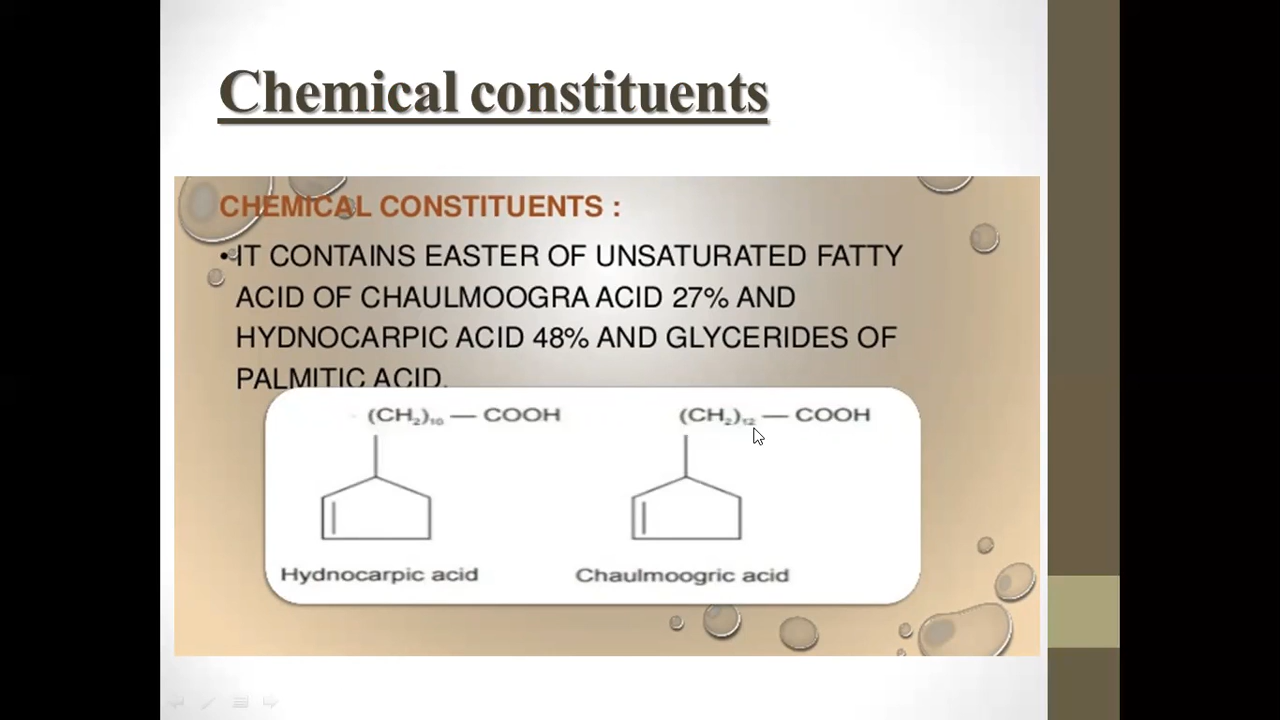 Chemical constituents
CHEMICAL CONSTITUENTS :
•IT CONTAINS EASTER OF UNSATURATED FATTY
ACID OF CHAULMOOGRA ACID 27% AND
HYDNOCARPIC ACID 48% AND GLYCERIDES OF
PALMITIC ACID.
(CH₂)₁₀ — COOH (CH₂)₁₂ — COOH
Hydnocarpic acid Chaulmoogric acid